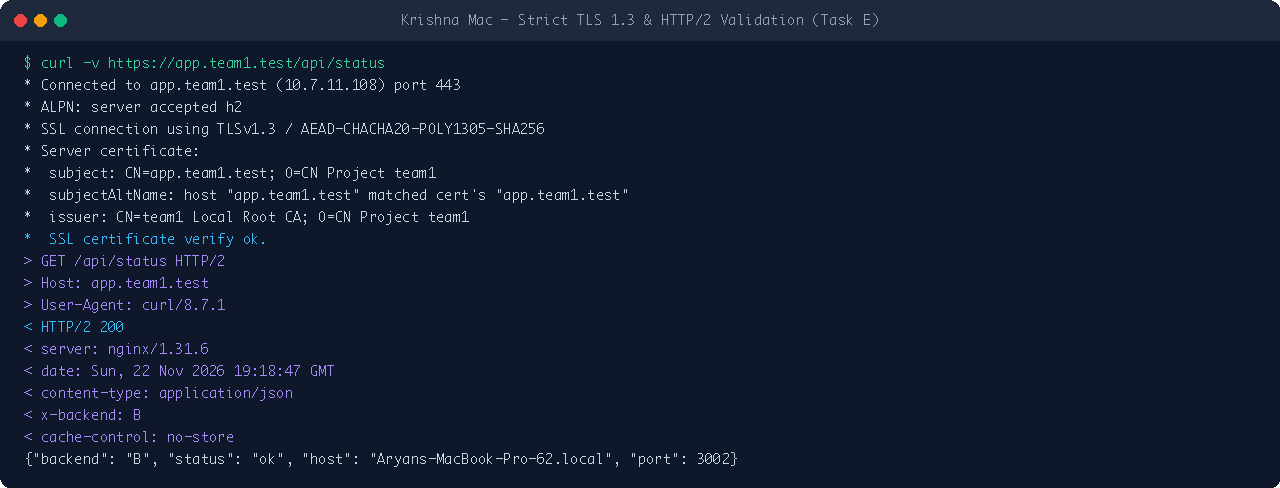 Krishna Mac - Strict TLS 1.3 & HTTP/2 Validation (Task E)
$ curl -v https://app.team1.test/api/status
* Connected to app.team1.test (10.7.11.108) port 443
* ALPN: server accepted h2
* SSL connection using TLSv1.3 / AEAD-CHACHA20-POLY1305-SHA256
* Server certificate:
*  subject: CN=app.team1.test; O=CN Project team1
*  subjectAltName: host "app.team1.test" matched cert's "app.team1.test"
*  issuer: CN=team1 Local Root CA; O=CN Project team1
*  SSL certificate verify ok.
> GET /api/status HTTP/2
> Host: app.team1.test
> User-Agent: curl/8.7.1
< HTTP/2 200
< server: nginx/1.31.6
< date: Sun, 22 Nov 2026 19:18:47 GMT
< content-type: application/json
< x-backend: B
< cache-control: no-store
{"backend": "B", "status": "ok", "host": "Aryans-MacBook-Pro-62.local", "port": 3002}